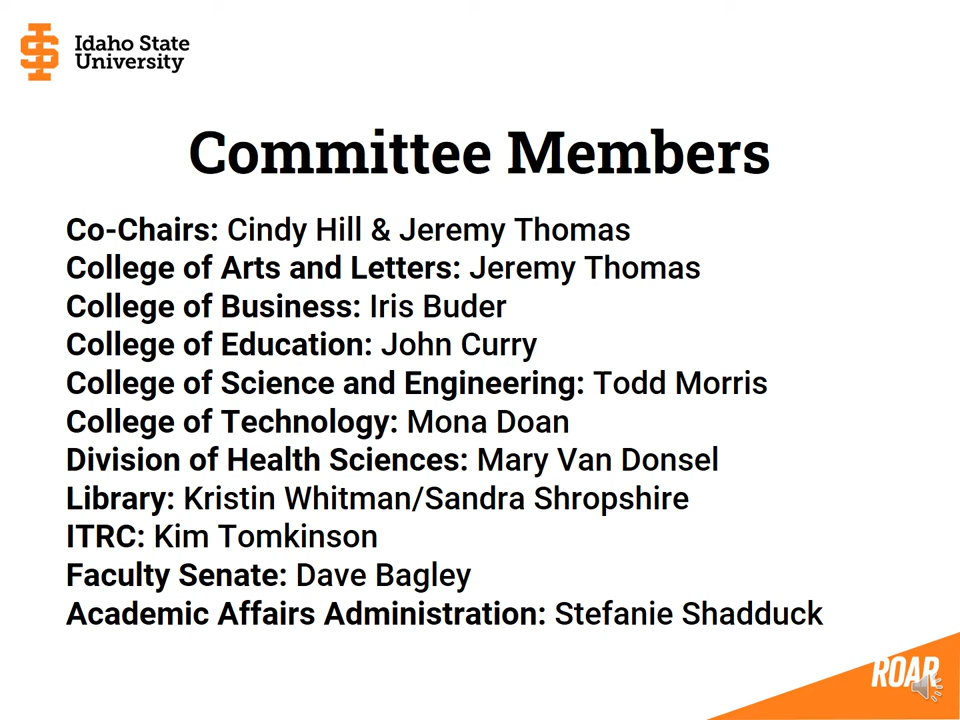 Idaho State
University
Committee Members
Co-Chairs: Cindy Hill & Jeremy Thomas
College of Arts and Letters: Jeremy Thomas
College of Business: Iris Buder
College of Education: John Curry
College of Science and Engineering: Todd Morris
College of Technology: Mona Doan
Division of Health Sciences: Mary Van Donsel
Library: Kristin Whitman/Sandra Shropshire
ITRC: Kim Tomkinson
Faculty Senate: Dave Bagley
Academic Affairs Administration: Stefanie Shadduck
ROAR